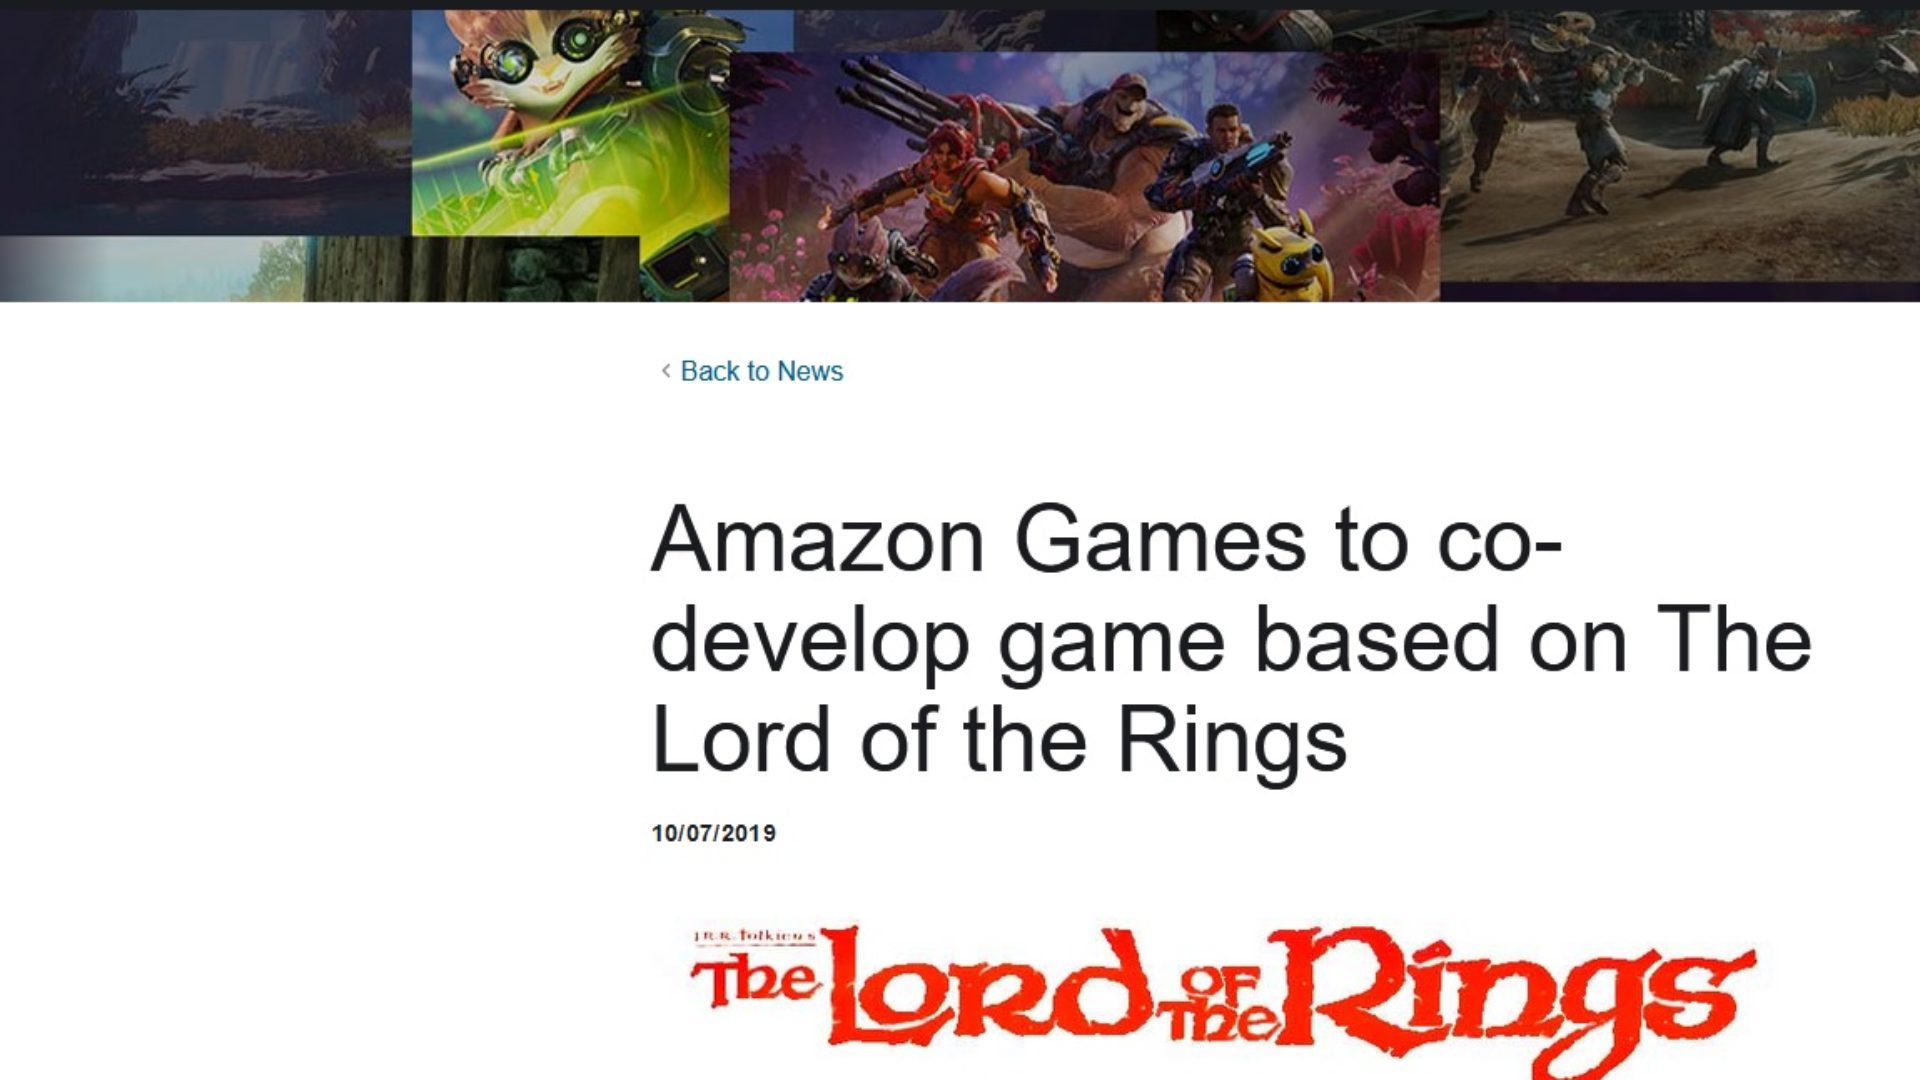 Back to News
Amazon Games to co-
develop game based on The
Lord of the Rings
10/07/2019
J.R.R. Tolkien's
The Lord of The Rings